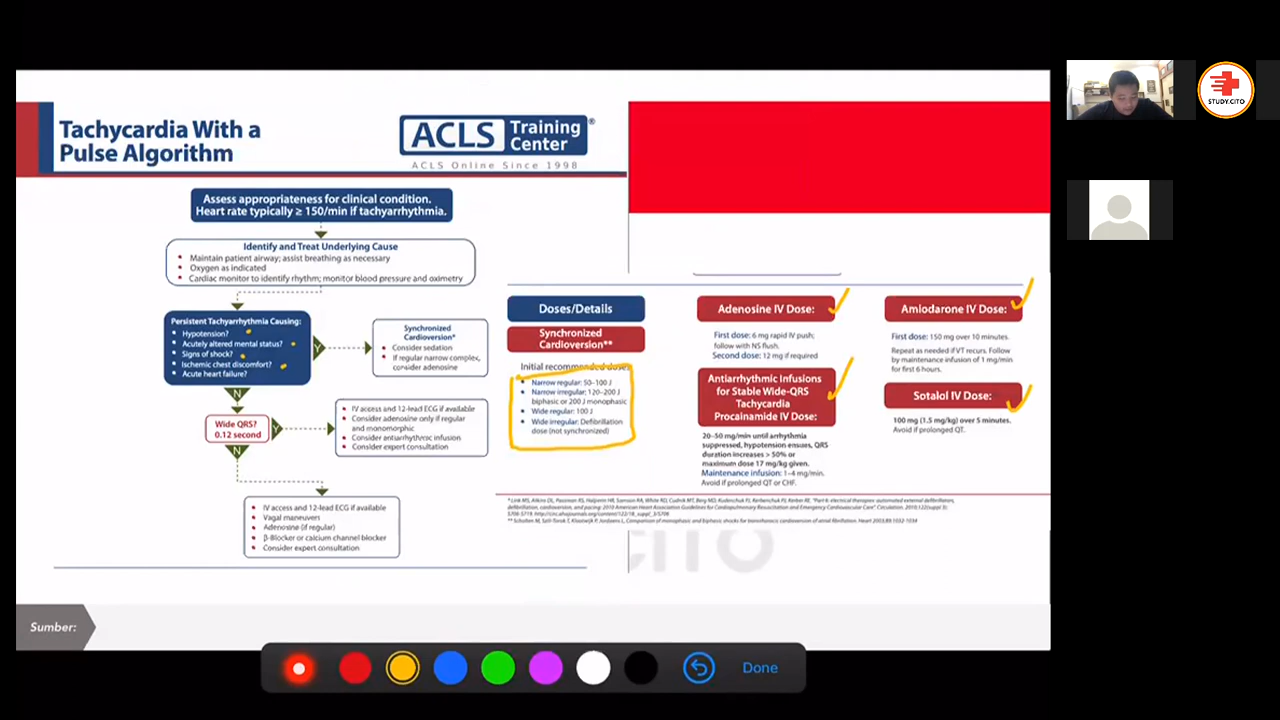 Tachycardia With a
Pulse Algorithm
ACLS Training Center®
ACLS Online Since 1998
Assess appropriateness for clinical condition.
Heart rate typically ≥ 150/min if tachyarrhythmia.
Identify and Treat Underlying Cause
Maintain patient airway; assist breathing as necessary
Oxygen as indicated
Cardiac monitor to identify rhythm; monitor blood pressure and oximetry
Persistent Tachyarrhythmia Causing:
Hypotension?
Acutely altered mental status?
Signs of shock?
Ischemic chest discomfort?
Acute heart failure?
Y
Synchronized
Cardioversion*
Consider sedation
If regular narrow complex,
consider adenosine
N
Wide QRS?
0.12 second
Y
IV access and 12-lead ECG if available
Consider adenosine only if regular
and monomorphic
Consider antiarrhythmic infusion
Consider expert consultation
N
IV access and 12-lead ECG if available
Vagal maneuvers
Adenosine (if regular)
β-Blocker or calcium channel blocker
Consider expert consultation
Doses/Details
Synchronized
Cardioversion**
Initial recommended doses
Narrow regular: 50–100 J
Narrow irregular: 120–200 J
biphasic or 200 J monophasic
Wide regular: 100 J
Wide irregular: Defibrillation
dose (not synchronized)
Adenosine IV Dose:
First dose: 6 mg rapid IV push;
follow with NS flush.
Second dose: 12 mg if required
Antiarrhythmic Infusions
for Stable Wide-QRS
Tachycardia
Procainamide IV Dose:
20–50 mg/min until arrhythmia
suppressed, hypotension ensues, QRS
duration increases > 50% or
maximum dose 17 mg/kg given.
Maintenance infusion: 1–4 mg/min.
Avoid if prolonged QT or CHF.
Amiodarone IV Dose:
First dose: 150 mg over 10 minutes.
Repeat as needed if VT recurs. Follow
by maintenance infusion of 1 mg/min
for first 6 hours.
Sotalol IV Dose:
100 mg (1.5 mg/kg) over 5 minutes.
Avoid if prolonged QT.
CITO
Sumber:
Done
STUDY.CITO